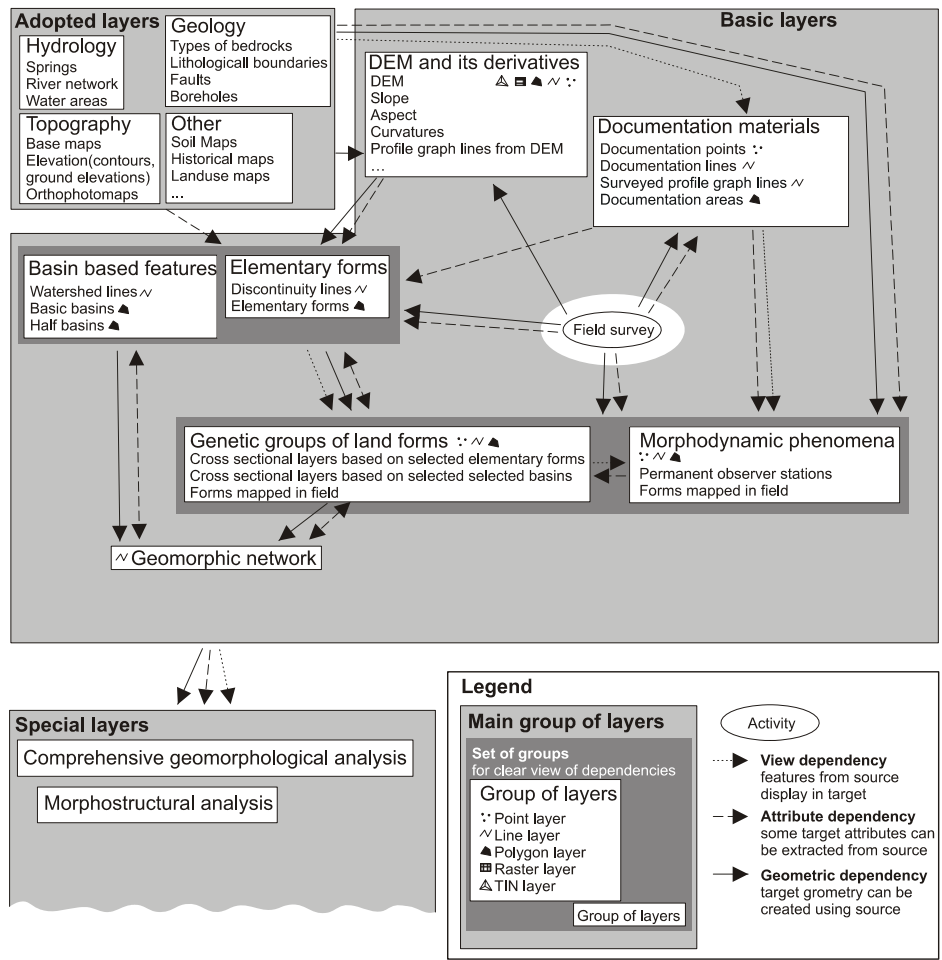 Adopted layers
Hydrology
Springs
River network
Water areas
Geology
Types of bedrocks
Lithologicall boundaries
Faults
Boreholes
Topography
Base maps
Elevation(contours,
ground elevations)
Orthophotomaps
Other
Soil Maps
Historical maps
Landuse maps
...
Basic layers
DEM and its derivatives
DEM
Slope
Aspect
Curvatures
Profile graph lines from DEM
...
Documentation materials
Documentation points
Documentation lines
Surveyed profile graph lines
Documentation areas
Basin based features
Watershed lines
Basic basins
Half basins
Elementary forms
Discontinuity lines
Elementary forms
Field survey
Genetic groups of land forms
Cross sectional layers based on selected elementary forms
Cross sectional layers based on selected selected basins
Forms mapped in field
Morphodynamic phenomena
Permanent observer stations
Forms mapped in field
Geomorphic network
Special layers
Comprehensive geomorphological analysis
Morphostructural analysis
Legend
Main group of layers
Set of groups
for clear view of dependencies
Group of layers
Point layer
Line layer
Polygon layer
Raster layer
TIN layer
Group of layers
Activity
View dependency
features from source
display in target
Attribute dependency
some target attributes can
be extracted from source
Geometric dependency
target gromетry can be
created using source